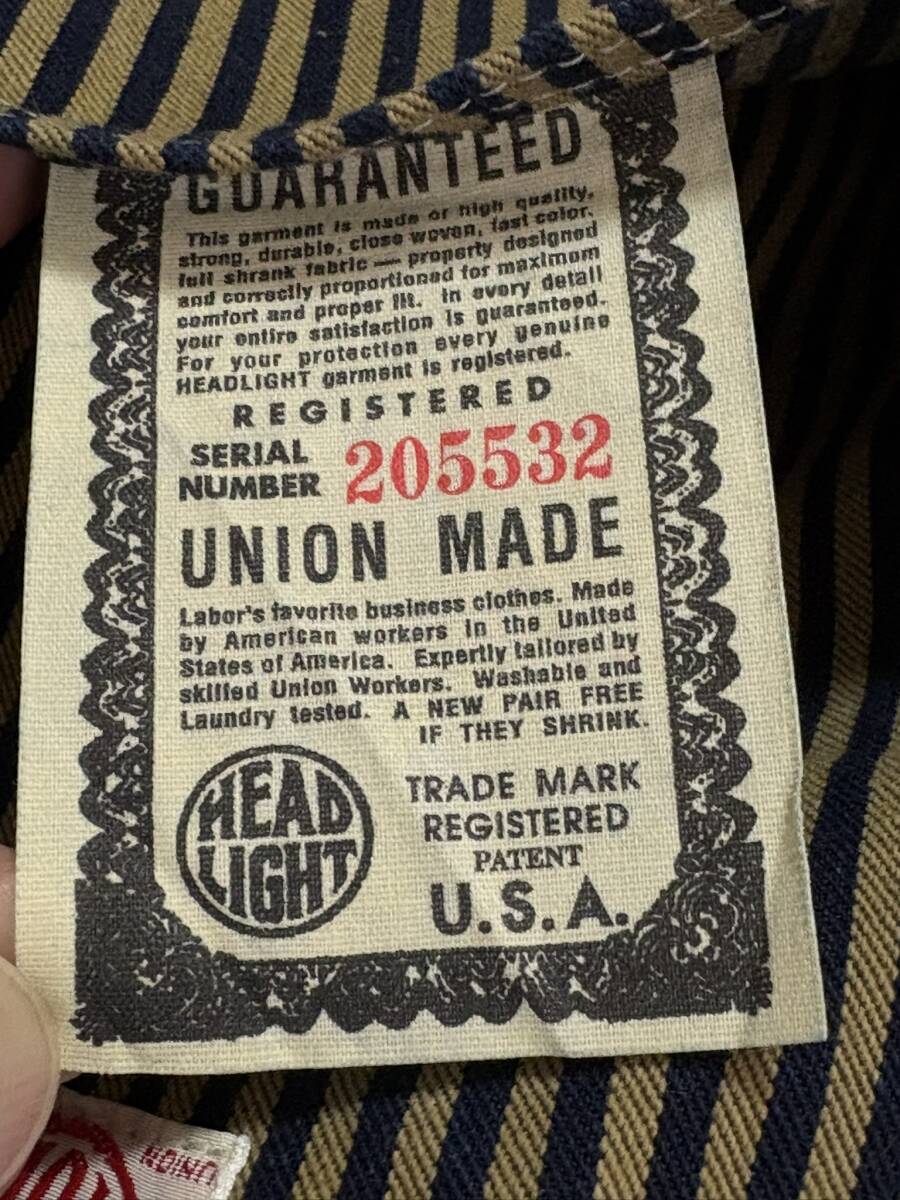 GUARANTEED
This garment is made of high quality,
strong, durable, close woven, fast color.
full shrank fabric — property designed
and correctly proportioned for maximum
comfort and proper fit. In every detail
your entire satisfaction is guaranteed.
For your protection every genuine
HEADLIGHT garment is registered.
REGISTERED
SERIAL
NUMBER 205532
UNION MADE
Labor's favorite business clothes. Made
by American workers in the United
States of America. Expertly tailored by
skilled Union Workers. Washable and
Laundry tested. A NEW PAIR FREE
IF THEY SHRINK.
HEAD
LIGHT
TRADE MARK
REGISTERED
PATENT
U.S.A.
UNION